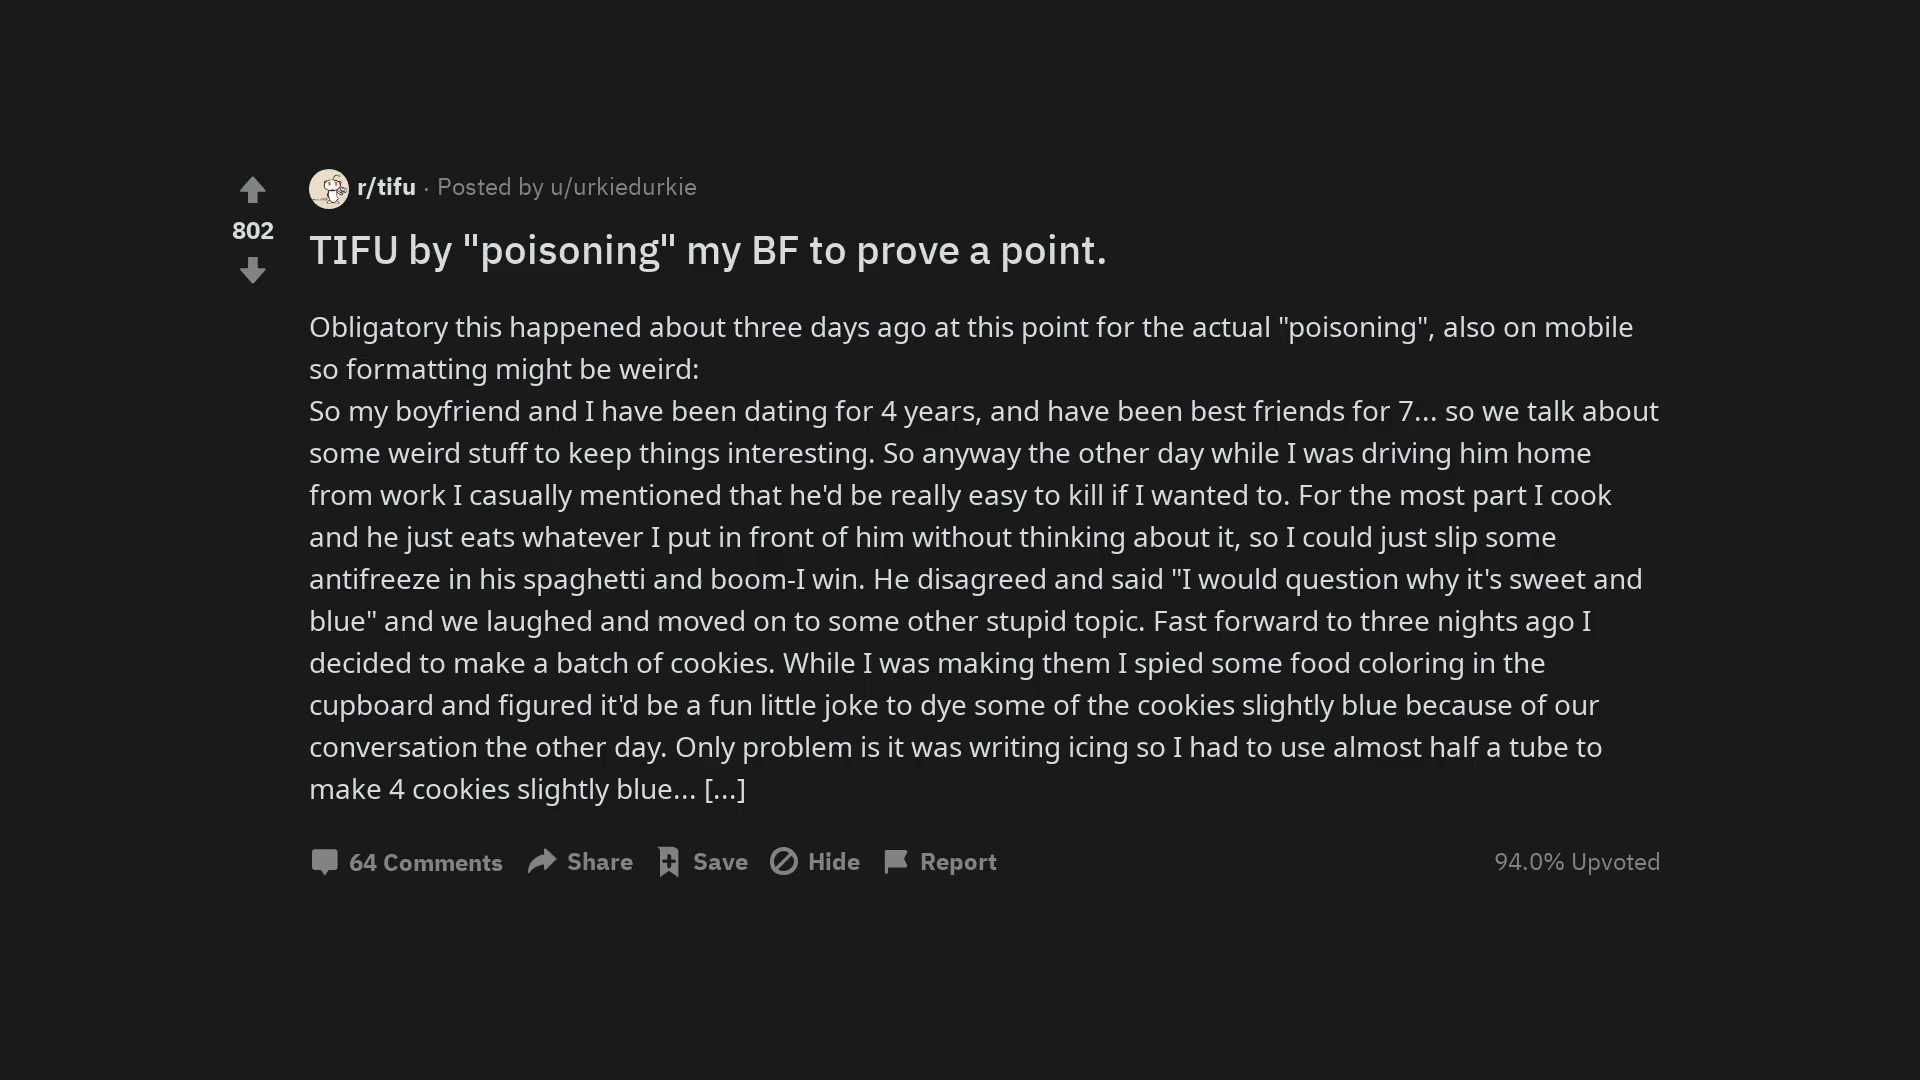 r/tifu · Posted by u/urkiedurkie
802
TIFU by "poisoning" my BF to prove a point.
Obligatory this happened about three days ago at this point for the actual "poisoning", also on mobile
so formatting might be weird:
So my boyfriend and I have been dating for 4 years, and have been best friends for 7... so we talk about
some weird stuff to keep things interesting. So anyway the other day while I was driving him home
from work I casually mentioned that he'd be really easy to kill if I wanted to. For the most part I cook
and he just eats whatever I put in front of him without thinking about it, so I could just slip some
antifreeze in his spaghetti and boom-I win. He disagreed and said "I would question why it's sweet and
blue" and we laughed and moved on to some other stupid topic. Fast forward to three nights ago I
decided to make a batch of cookies. While I was making them I spied some food coloring in the
cupboard and figured it'd be a fun little joke to dye some of the cookies slightly blue because of our
conversation the other day. Only problem is it was writing icing so I had to use almost half a tube to
make 4 cookies slightly blue... [...]
64 Comments Share Save Hide Report 94.0% Upvoted